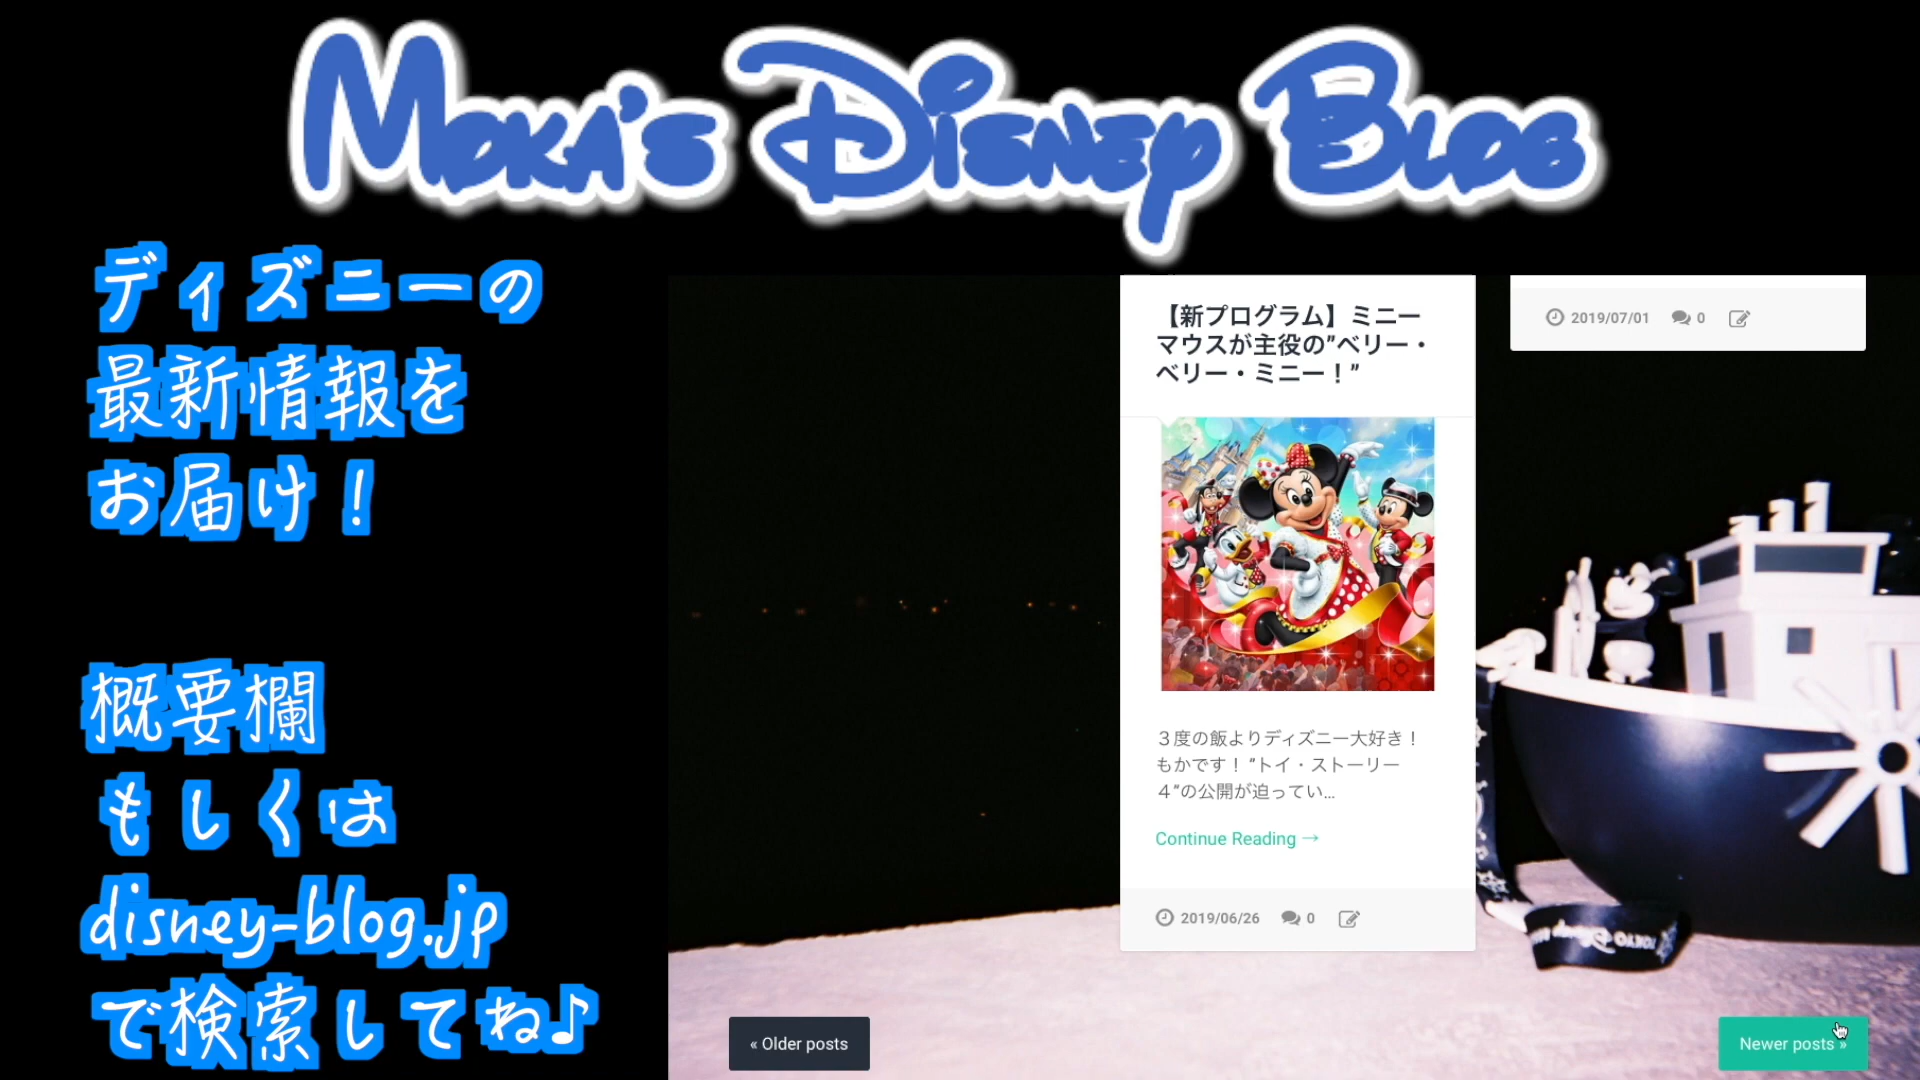 MOKA'S DISNEY BLOG
ディズニーの
最新情報を
お届け！
概要欄
もしくは
disney-blog.jp
で検索してね♪
【新プログラム】ミニー
マウスが主役の”ベリー・
ベリー・ミニー！”
３度の飯よりディズニー大好き！
もかです！ “トイ・ストーリー
４”の公開が迫ってい...
Continue Reading →
2019/06/26 0
2019/07/01 0
« Older posts
Newer posts »